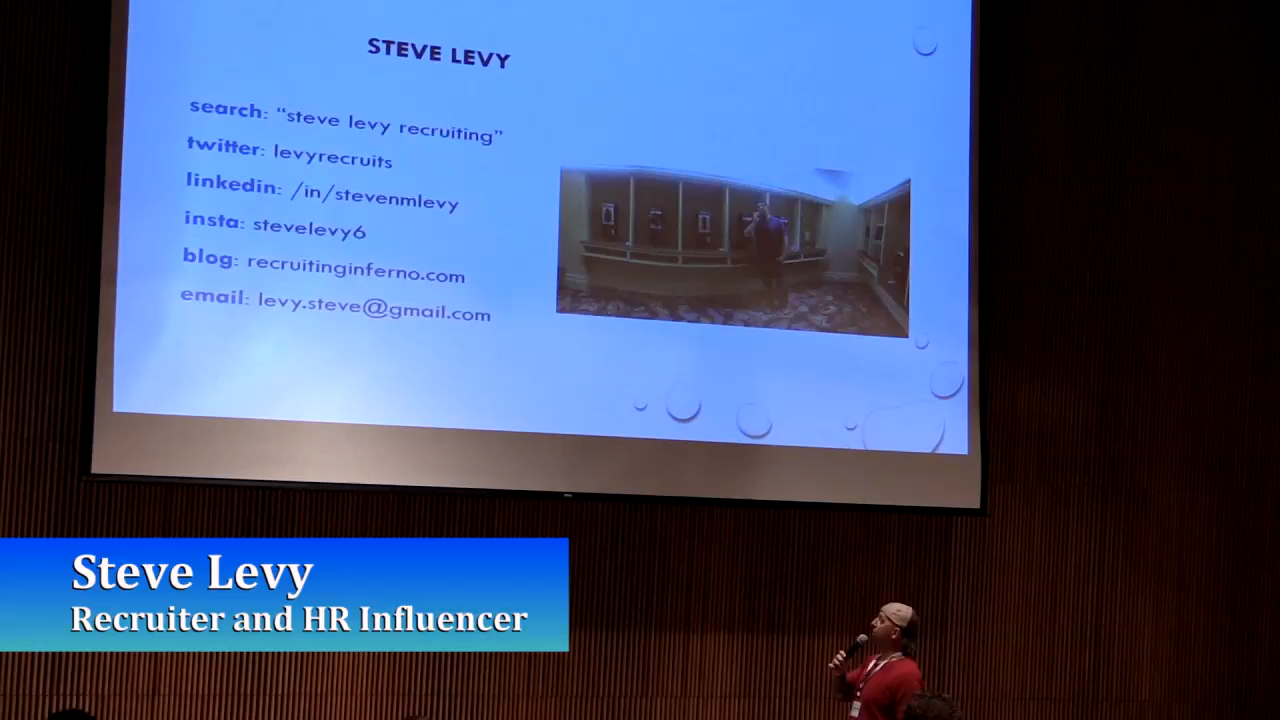 STEVE LEVY
search: “steve levy recruiting”
twitter: levyrecruits
linkedin: /in/stevenmlevy
insta: stevelevy6
blog: recruitinginferno.com
email: levy.steve@gmail.com
Steve Levy
Recruiter and HR Influencer